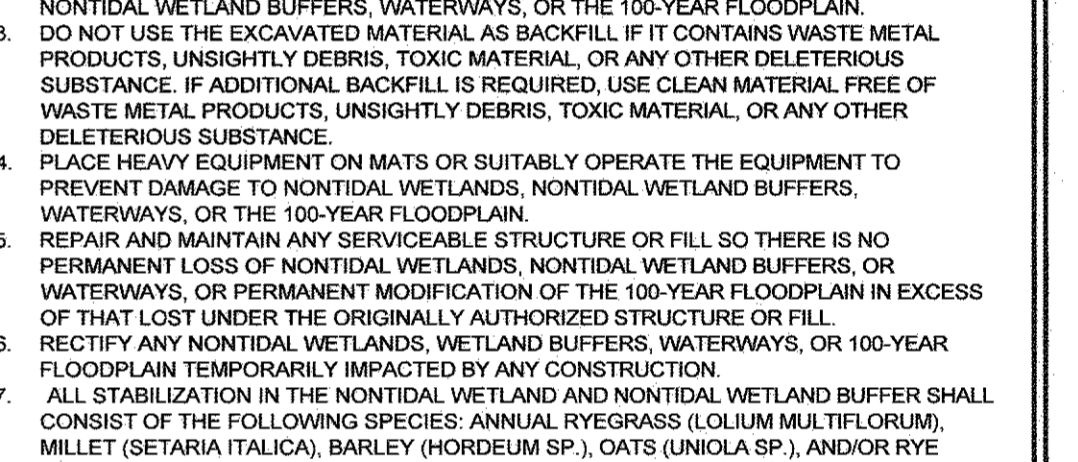 NONTIDAL WETLAND BUFFERS, WATERWAYS, OR THE 100-YEAR FLOODPLAIN.
3. DO NOT USE THE EXCAVATED MATERIAL AS BACKFILL IF IT CONTAINS WASTE METAL
PRODUCTS, UNSIGHTLY DEBRIS, TOXIC MATERIAL, OR ANY OTHER DELETERIOUS
SUBSTANCE. IF ADDITIONAL BACKFILL IS REQUIRED, USE CLEAN MATERIAL FREE OF
WASTE METAL PRODUCTS, UNSIGHTLY DEBRIS, TOXIC MATERIAL, OR ANY OTHER
DELETERIOUS SUBSTANCE.
4. PLACE HEAVY EQUIPMENT ON MATS OR SUITABLY OPERATE THE EQUIPMENT TO
PREVENT DAMAGE TO NONTIDAL WETLANDS, NONTIDAL WETLAND BUFFERS,
WATERWAYS, OR THE 100-YEAR FLOODPLAIN.
5. REPAIR AND MAINTAIN ANY SERVICEABLE STRUCTURE OR FILL SO THERE IS NO
PERMANENT LOSS OF NONTIDAL WETLANDS, NONTIDAL WETLAND BUFFERS, OR
WATERWAYS, OR PERMANENT MODIFICATION OF THE 100-YEAR FLOODPLAIN IN EXCESS
OF THAT LOST UNDER THE ORIGINALLY AUTHORIZED STRUCTURE OR FILL.
6. RECTIFY ANY NONTIDAL WETLANDS, WETLAND BUFFERS, WATERWAYS, OR 100-YEAR
FLOODPLAIN TEMPORARILY IMPACTED BY ANY CONSTRUCTION.
7. ALL STABILIZATION IN THE NONTIDAL WETLAND AND NONTIDAL WETLAND BUFFER SHALL
CONSIST OF THE FOLLOWING SPECIES: ANNUAL RYEGRASS (LOLIUM MULTIFLORUM),
MILLET (SETARIA ITALICA), BARLEY (HORDEUM SP.), OATS (UNIOLA SP.), AND/OR RYE